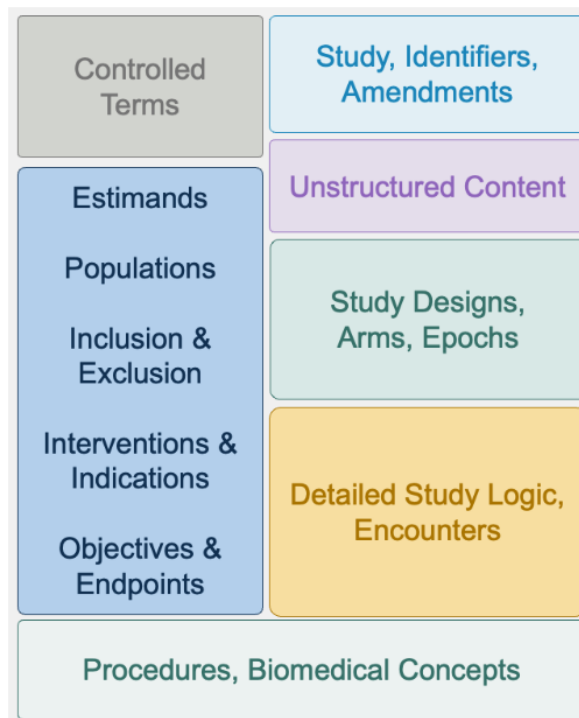 Controlled
Terms
Study, Identifiers,
Amendments
Unstructured Content
Estimands
Populations
Inclusion &
Exclusion
Interventions &
Indications
Objectives &
Endpoints
Study Designs,
Arms, Epochs
Detailed Study Logic,
Encounters
Procedures, Biomedical Concepts